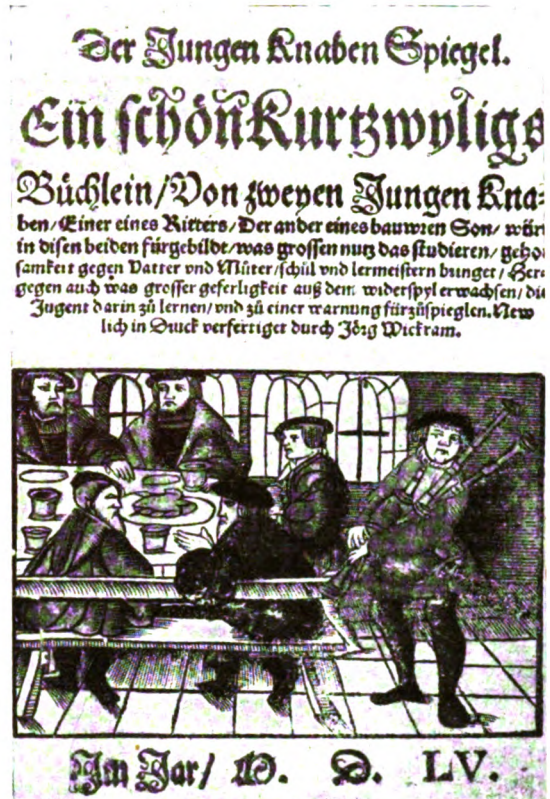 Der Jungen Knaben Spiegel.
Ein schön Kurtzwyligs
Büchlein / Von zweyen Jungen Kna-
ben / Einer eines Ritters / Der ander eines bauwren Son / würt
in disen beiden fürgebildt / was grossen nutz das studieren / gehor
samkeit gegen Vatter vnd Müter / schül vnd lermeistern bringet / Her-
gegen auch was grosser geferligkeit auß dem widerspyl erwachsen / die
Jugent darin zü lernen / vnd zü einer warnung fürzüspieglen. New
lich in Druck verfertiget durch Jörg Wickram.
Im Jar / M. D. LV.